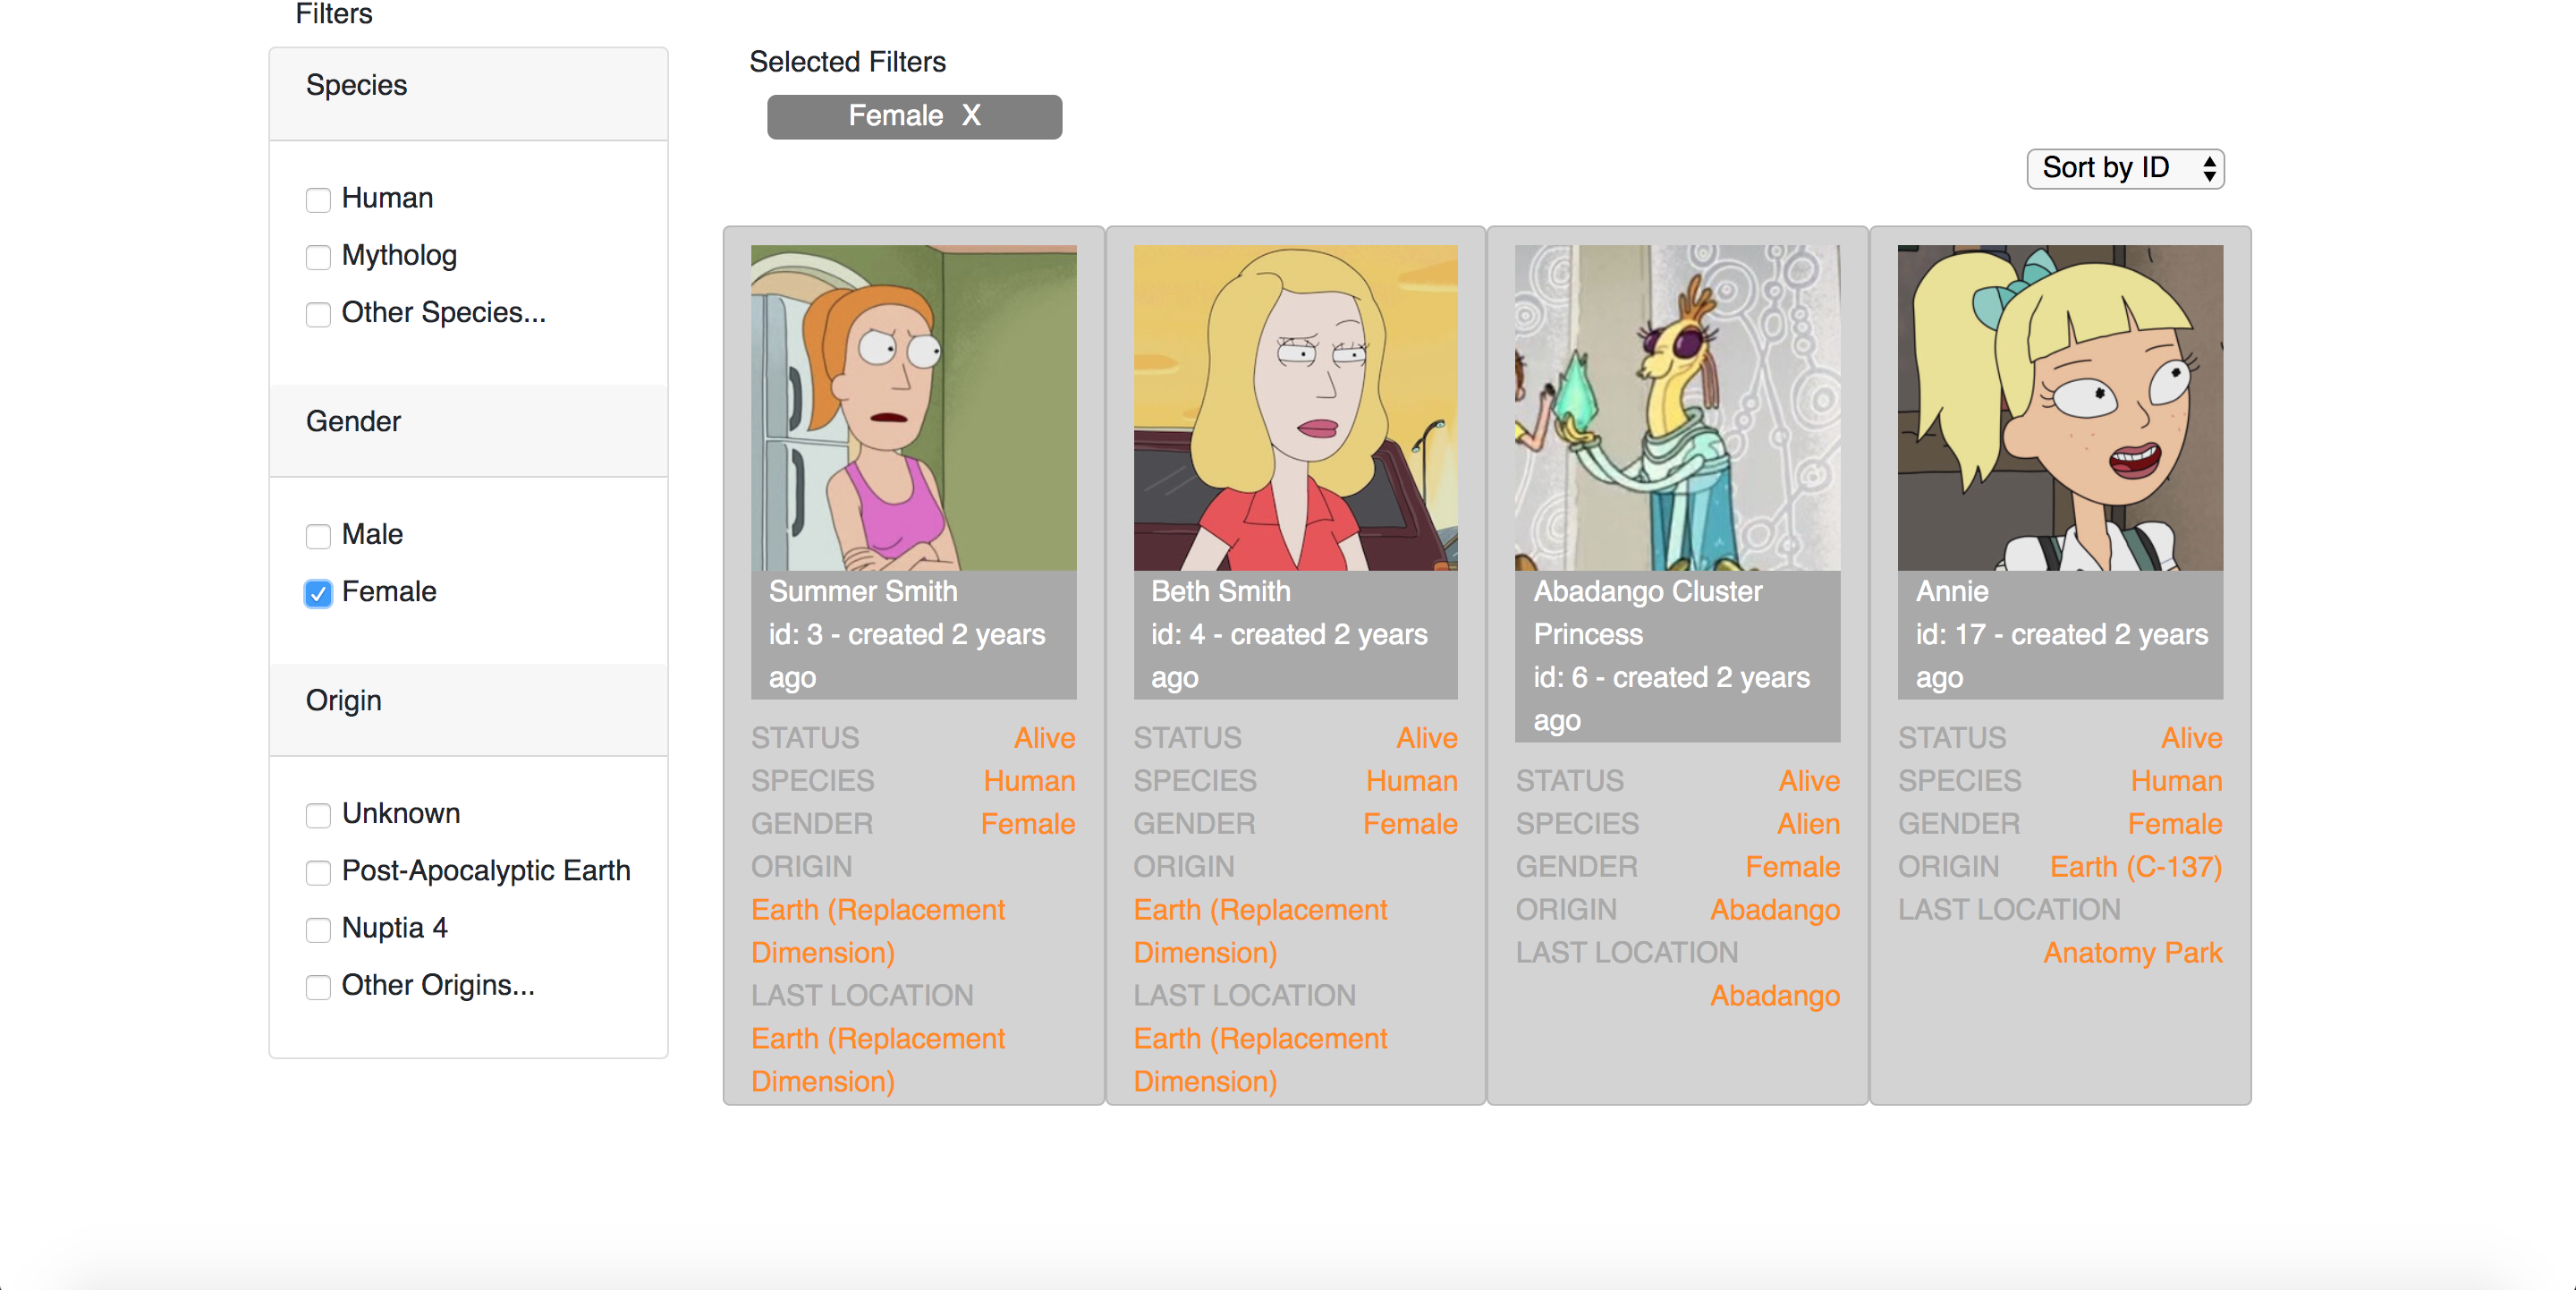 Filters
Species
Human
Mytholog
Other Species...
Gender
Male
Female
Origin
Unknown
Post-Apocalyptic Earth
Nuptia 4
Other Origins...
Selected Filters
Female X
Sort by ID
Summer Smith
id: 3 - created 2 years
ago
STATUS Alive
SPECIES Human
GENDER Female
ORIGIN
Earth (Replacement
Dimension)
LAST LOCATION
Earth (Replacement
Dimension)
Beth Smith
id: 4 - created 2 years
ago
STATUS Alive
SPECIES Human
GENDER Female
ORIGIN
Earth (Replacement
Dimension)
LAST LOCATION
Earth (Replacement
Dimension)
Abadango Cluster
Princess
id: 6 - created 2 years
ago
STATUS Alive
SPECIES Alien
GENDER Female
ORIGIN Abadango
LAST LOCATION
Abadango
Annie
id: 17 - created 2 years
ago
STATUS Alive
SPECIES Human
GENDER Female
ORIGIN Earth (C-137)
LAST LOCATION
Anatomy Park